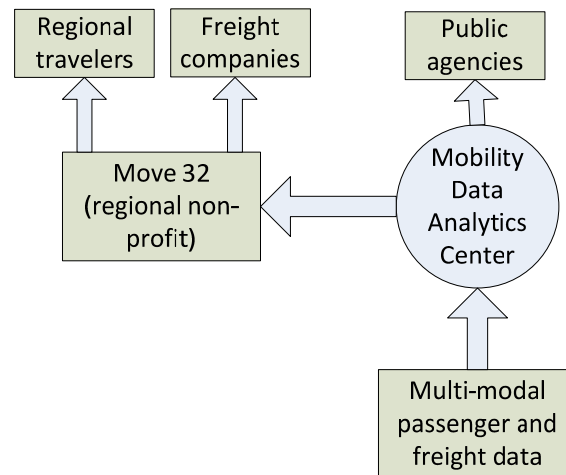 Regional
travelers
Freight
companies
Public
agencies
Move 32
(regional non-
profit)
Mobility
Data
Analytics
Center
Multi-modal
passenger and
freight data